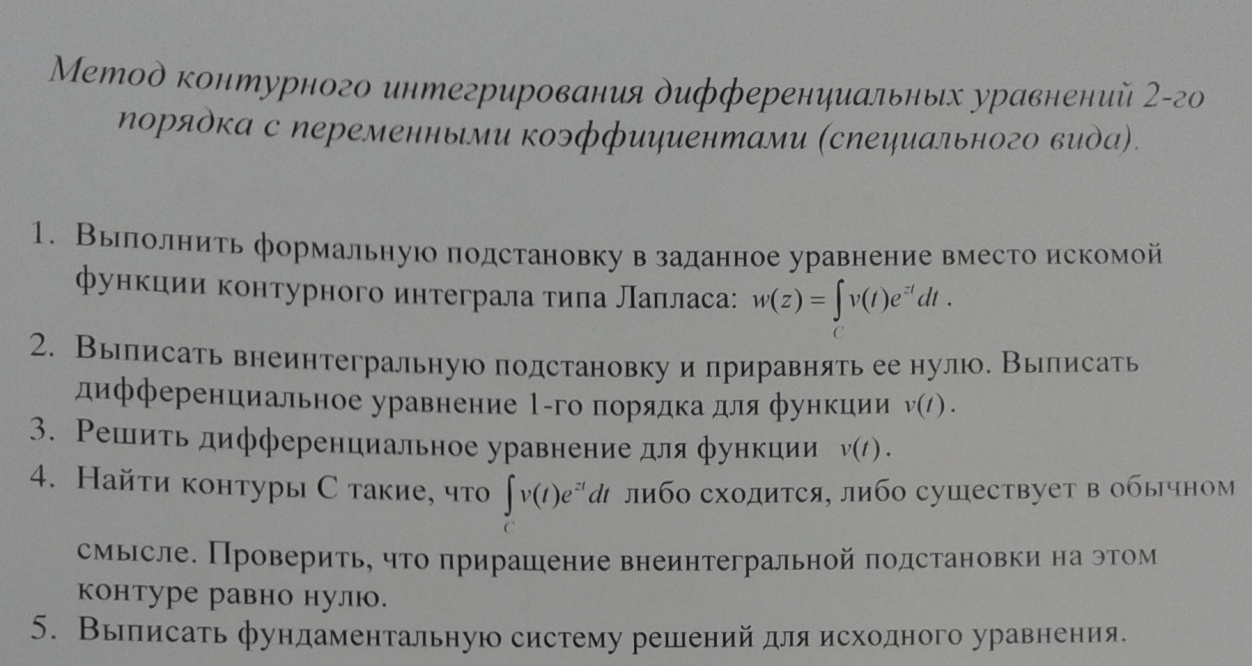 Метод контурного интегрирования дифференциальных уравнений 2-го
порядка с переменными коэффициентами (специального вида).
1. Выполнить формальную подстановку в заданное уравнение вместо искомой
функции контурного интеграла типа Лапласа: w(z) = ∫_C v(t)e^{zt} dt .
2. Выписать внеинтегральную подстановку и приравнять ее нулю. Выписать
дифференциальное уравнение 1-го порядка для функции v(t).
3. Решить дифференциальное уравнение для функции v(t).
4. Найти контуры С такие, что ∫_C v(t)e^{zt} dt либо сходится, либо существует в обычном
смысле. Проверить, что приращение внеинтегральной подстановки на этом
контуре равно нулю.
5. Выписать фундаментальную систему решений для исходного уравнения.